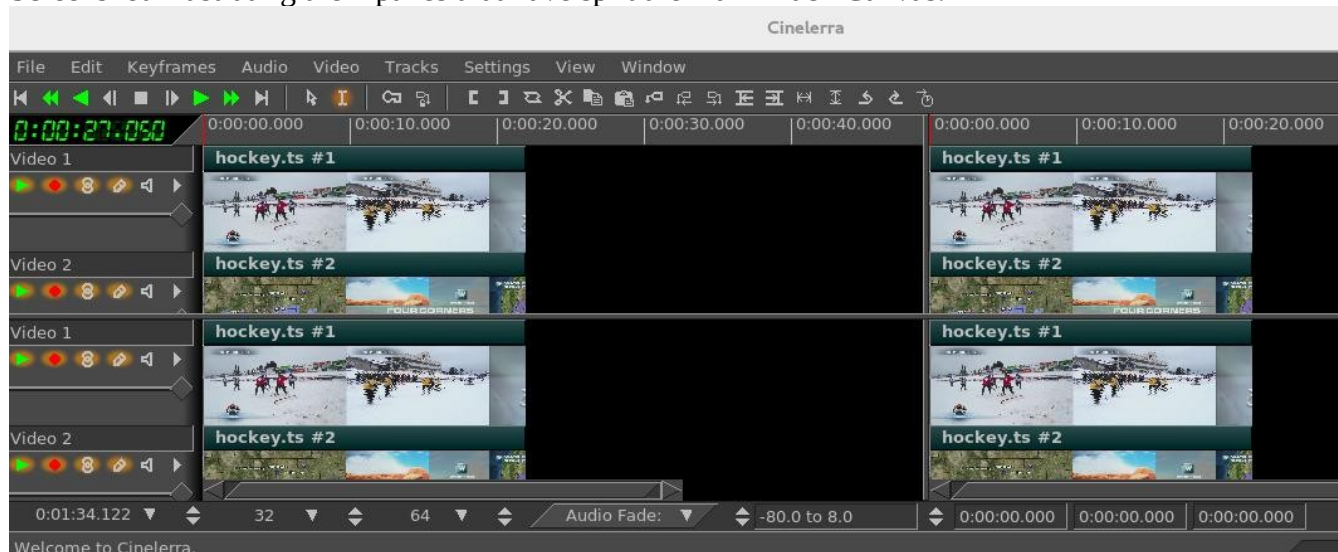 Cinelerra
File Edit Keyframes Audio Video Tracks Settings View Window
0:00:27.050 0:00:00.000 0:00:10.000 0:00:20.000 0:00:30.000 0:00:40.000 0:00:00.000 0:00:10.000 0:00:20.000
Video 1 hockey.ts #1 hockey.ts #1
Video 2 hockey.ts #2 hockey.ts #2
FOUR CORNERS FOUR CORNERS
Video 1 hockey.ts #1 hockey.ts #1
Video 2 hockey.ts #2 hockey.ts #2
0:01:34.122 32 64 Audio Fade: -80.0 to 8.0 0:00:00.000 0:00:00.000 0:00:00.000
Welcome to Cinelerra.